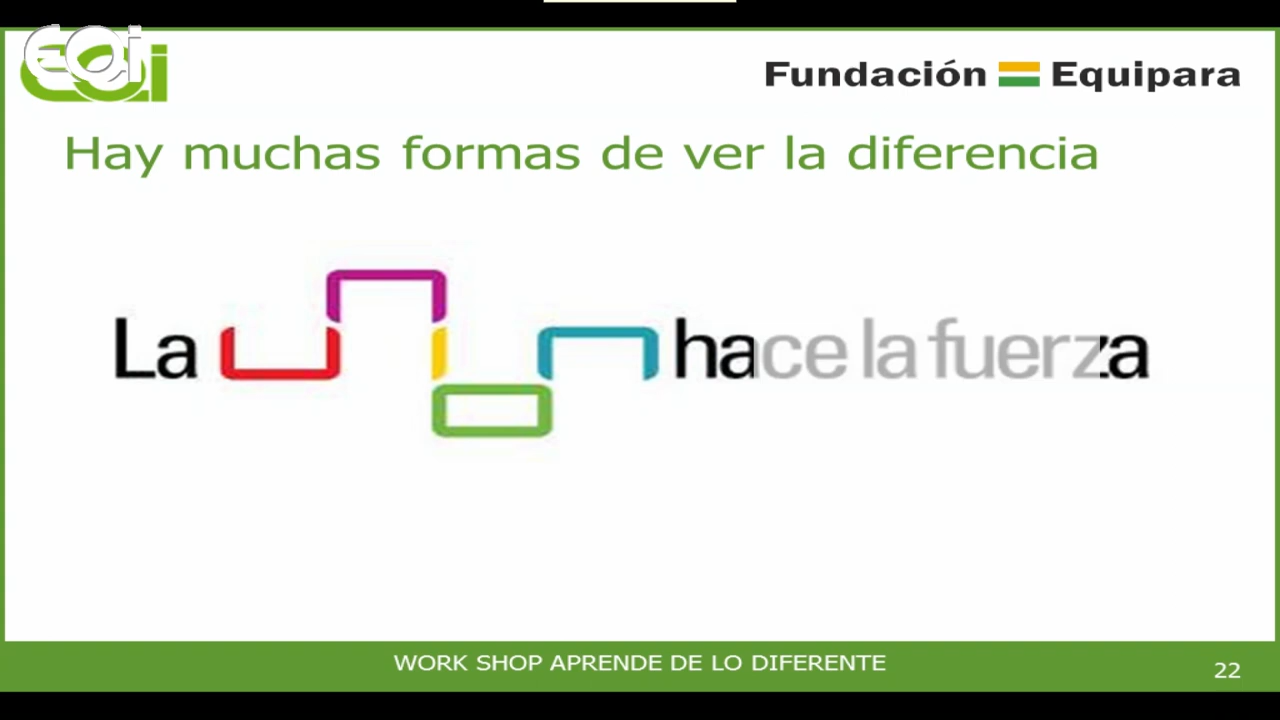 eoi
Fundación Equipara
Hay muchas formas de ver la diferencia
La unión hace la fuerza
WORK SHOP APRENDE DE LO DIFERENTE
22